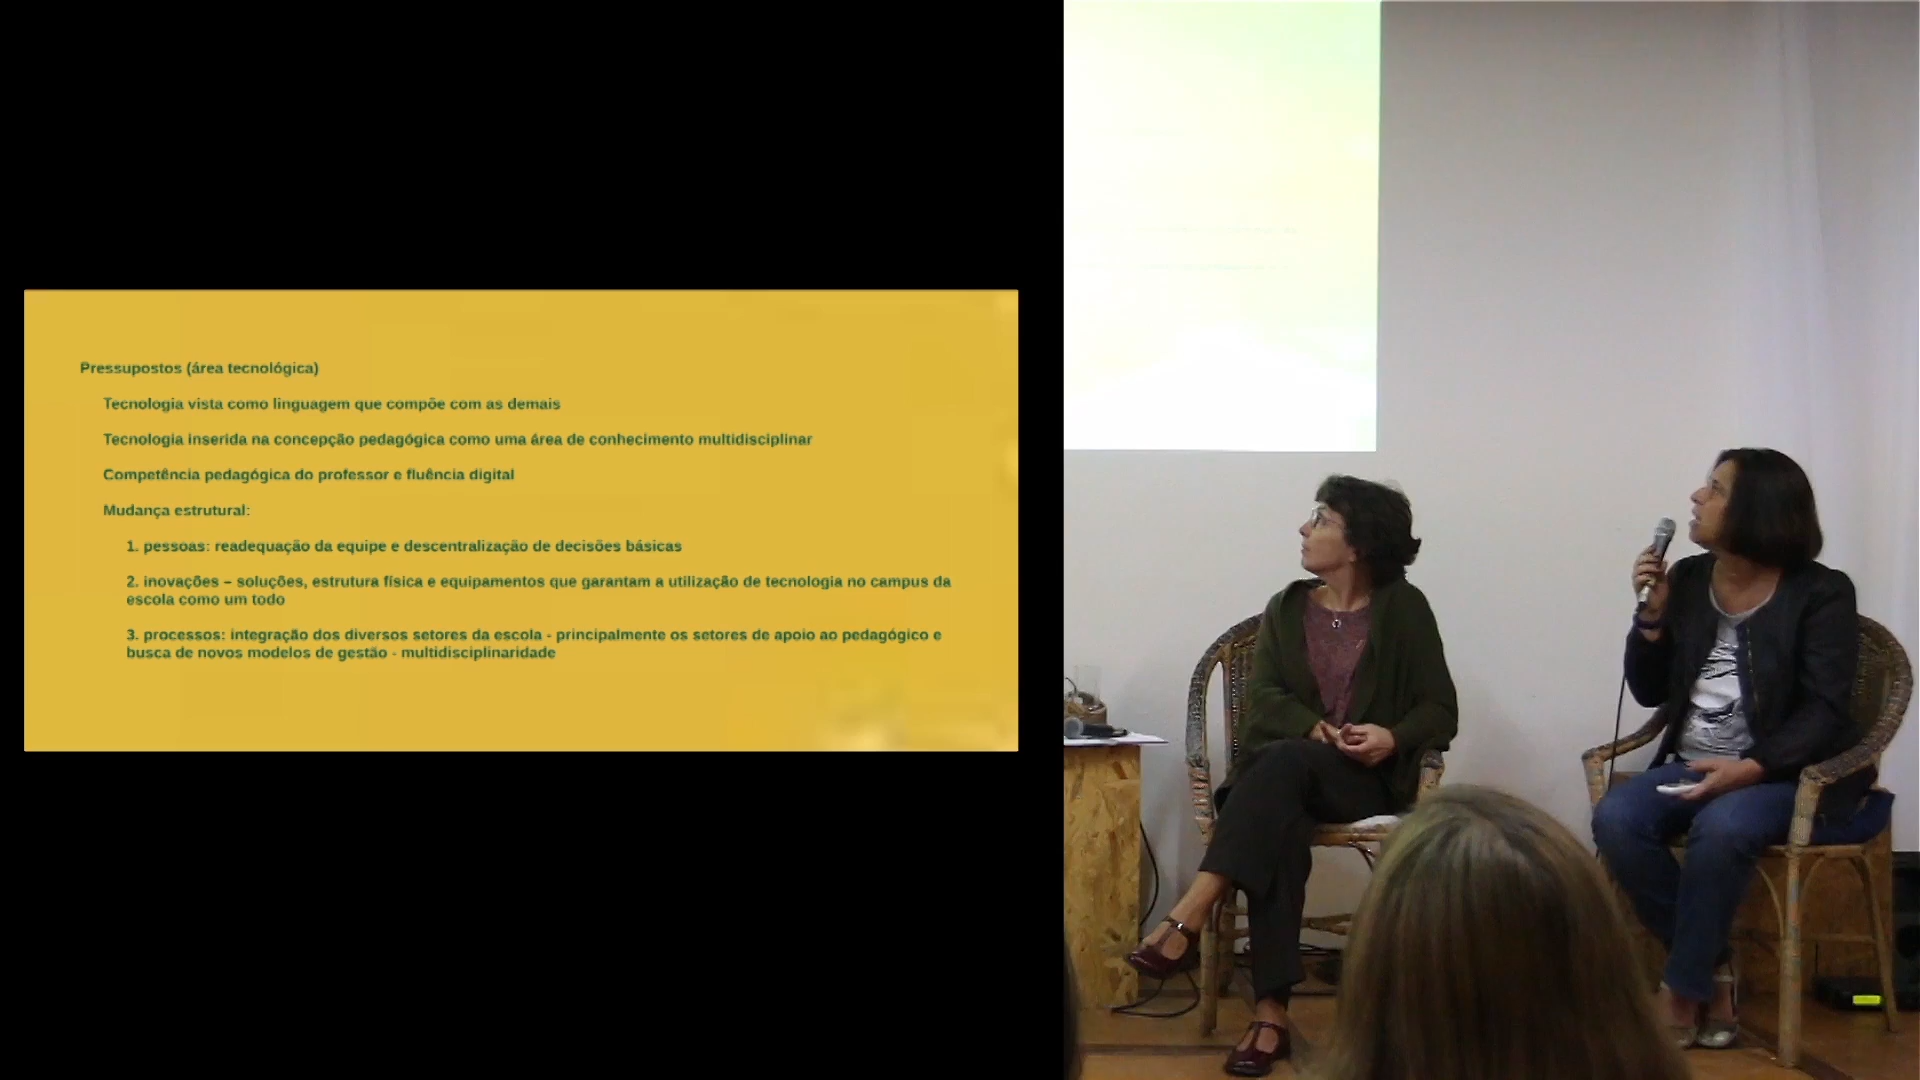 Pressupostos (área tecnológica)
Tecnologia vista como linguagem que compõe com as demais
Tecnologia inserida na concepção pedagógica como uma área de conhecimento multidisciplinar
Competência pedagógica do professor e fluência digital
Mudança estrutural:
1. pessoas: readequação da equipe e descentralização de decisões básicas
2. inovações – soluções, estrutura física e equipamentos que garantam a utilização de tecnologia no campus da
escola como um todo
3. processos: integração dos diversos setores da escola - principalmente os setores de apoio ao pedagógico e
busca de novos modelos de gestão - multidisciplinaridade